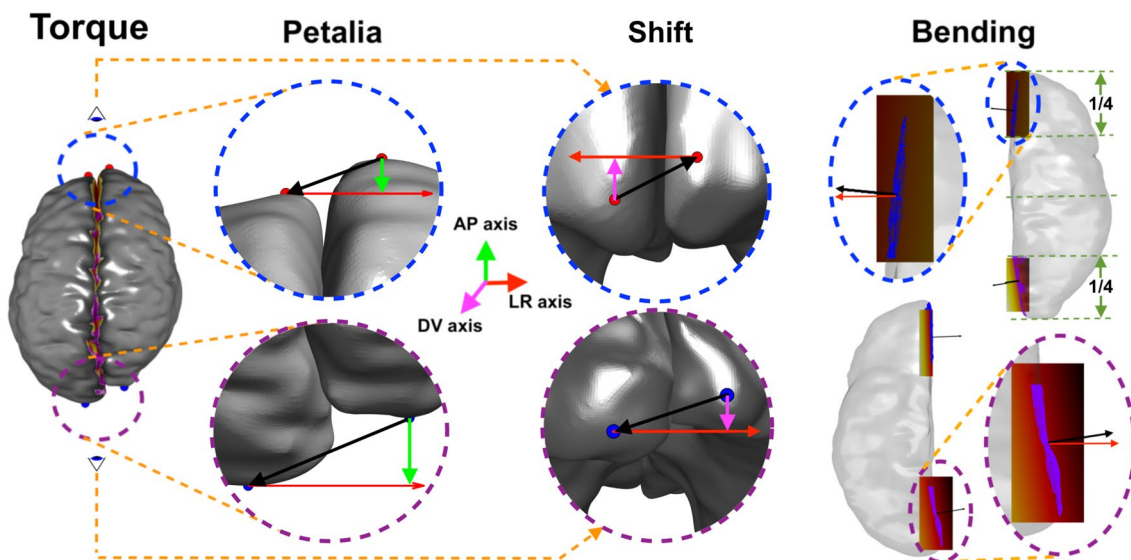 Torque
Petalia
Shift
Bending
1/4
AP axis
LR axis
DV axis
1/4